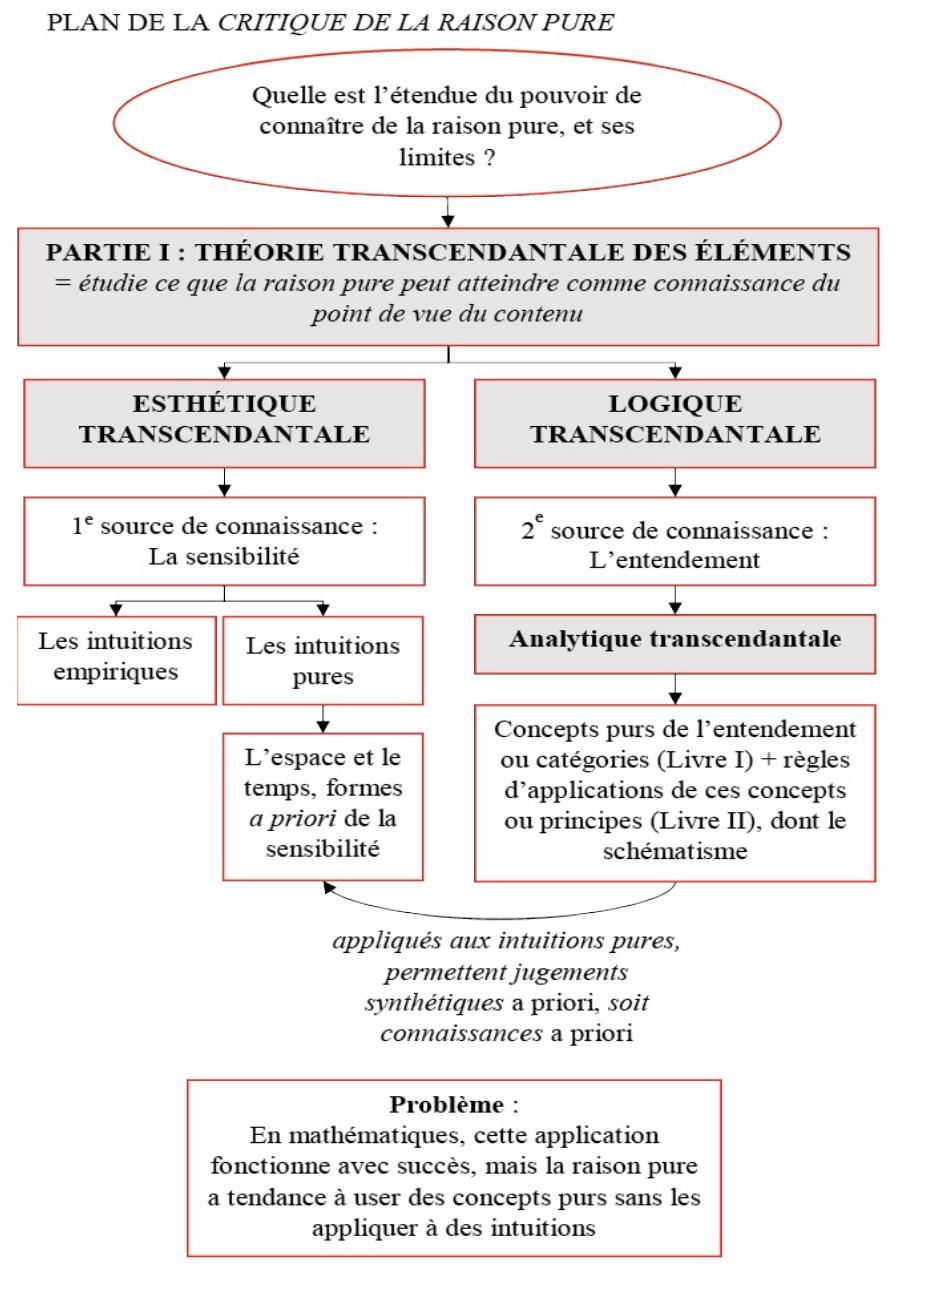 PLAN DE LA CRITIQUE DE LA RAISON PURE
Quelle est l’étendue du pouvoir de
connaître de la raison pure, et ses
limites ?
PARTIE I : THÉORIE TRANSCENDANTALE DES ÉLÉMENTS
= étudie ce que la raison pure peut atteindre comme connaissance du
point de vue du contenu
ESTHÉTIQUE
TRANSCENDANTALE
LOGIQUE
TRANSCENDANTALE
1e source de connaissance :
La sensibilité
2e source de connaissance :
L’entendement
Les intuitions
empiriques
Les intuitions
pures
Analytique transcendantale
L’espace et le
temps, formes
a priori de la
sensibilité
Concepts purs de l’entendement
ou catégories (Livre I) + règles
d’applications de ces concepts
ou principes (Livre II), dont le
schématisme
appliqués aux intuitions pures,
permettent jugements
synthétiques a priori, soit
connaissances a priori
Problème :
En mathématiques, cette application
fonctionne avec succès, mais la raison pure
a tendance à user des concepts purs sans les
appliquer à des intuitions